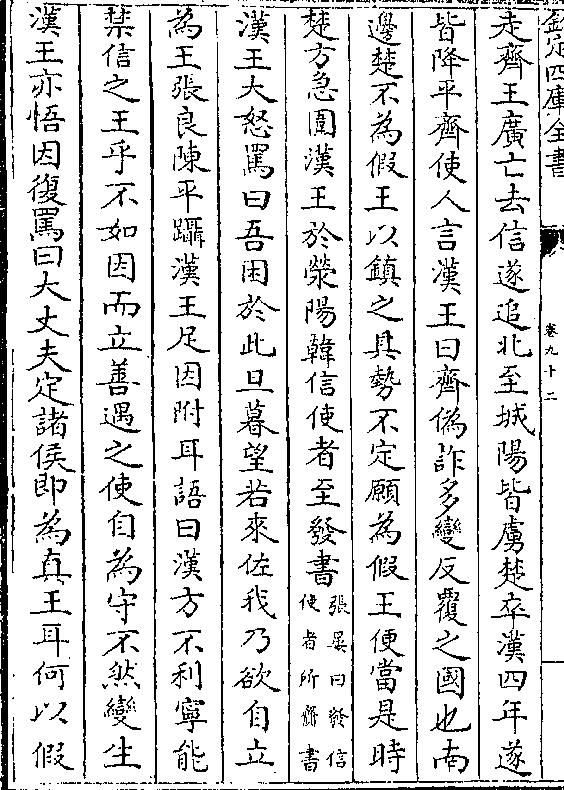 欽定四庫全書
卷九十二
走齊王廣亡去信遂追北至城陽皆虜楚卒漢四年遂
皆降平齊使人言漢王曰齊偽詐多變反覆之國也南
邊楚不為假王以鎮之其勢不定願為假王便當是時
楚方急圍漢王於滎陽韓信使者至發書張晏曰發信使者所齎書
漢王大怒罵曰吾困於此旦暮望若來佐我乃欲自立
為王張良陳平躡漢王足因附耳語曰漢方不利寧能
禁信之王乎不如因而立善遇之使自為守不然變生
漢王亦悟因復罵曰大丈夫定諸侯即為真王耳何以假